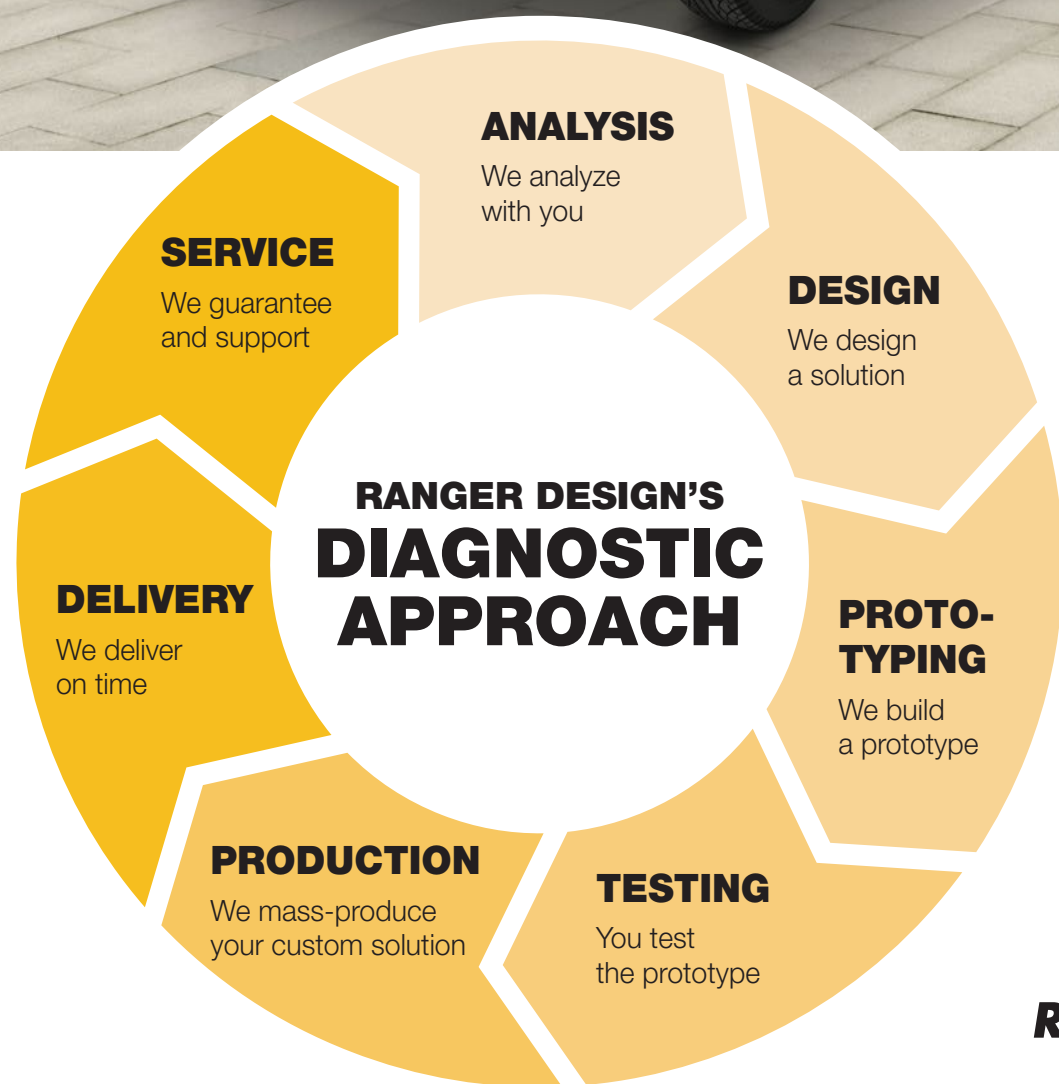 ANALYSIS
We analyze
with you
DESIGN
We design
a solution
PROTO-
TYPING
We build
a prototype
TESTING
You test
the prototype
PRODUCTION
We mass-produce
your custom solution
DELIVERY
We deliver
on time
SERVICE
We guarantee
and support
RANGER DESIGN’S
DIAGNOSTIC
APPROACH
R